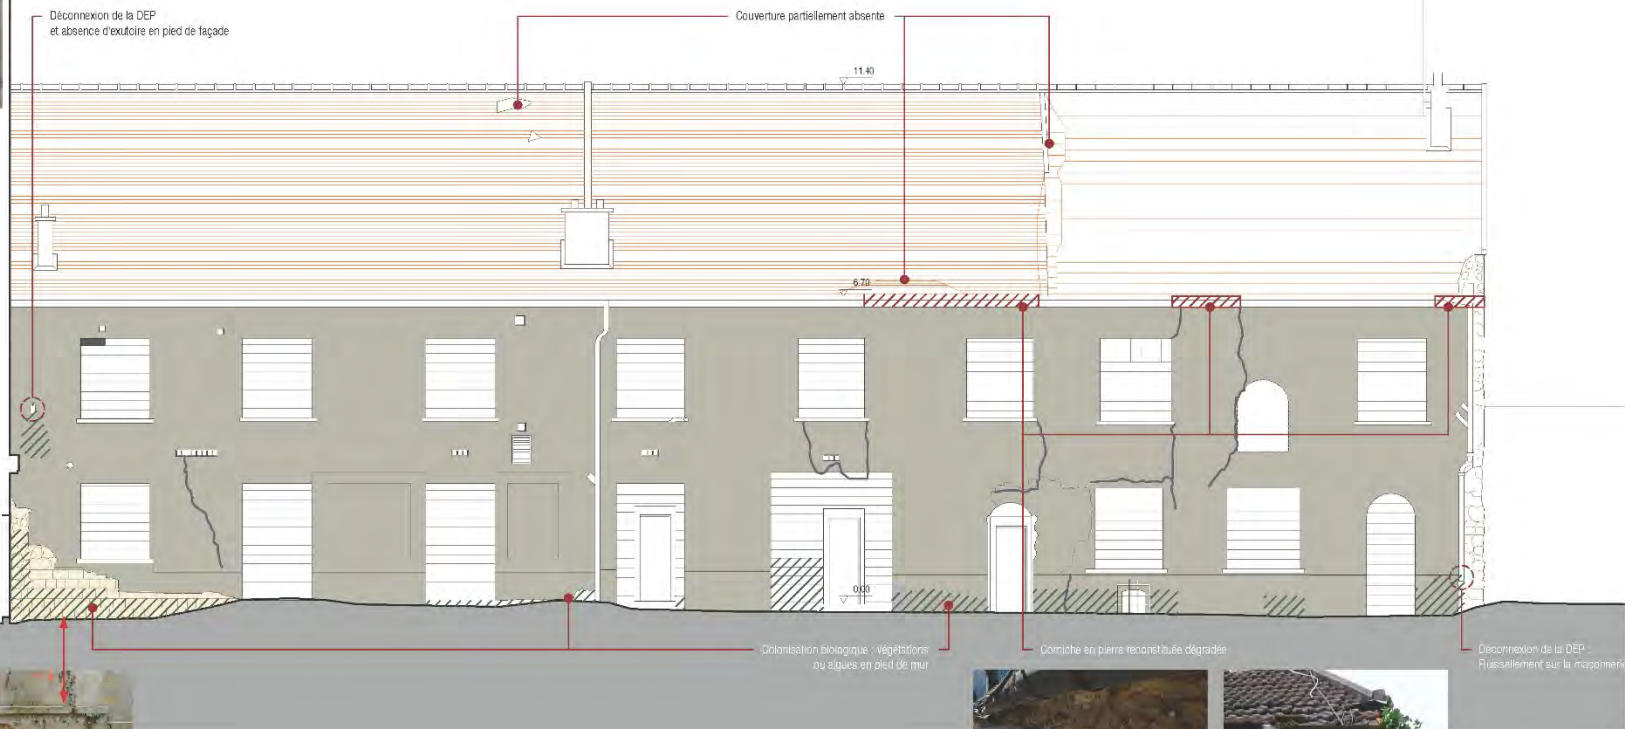 Déconnexion de la DEP
et absence d'exutoire en pied de façade
Couverture partiellement absente
11.40
6.70
0.00
Colonisation biologique : végétations
ou algues en pied de mur
Corniche en pierre reconstituée dégradée
Déconnexion de la DEP :
Ruissellement sur la maçonnerie